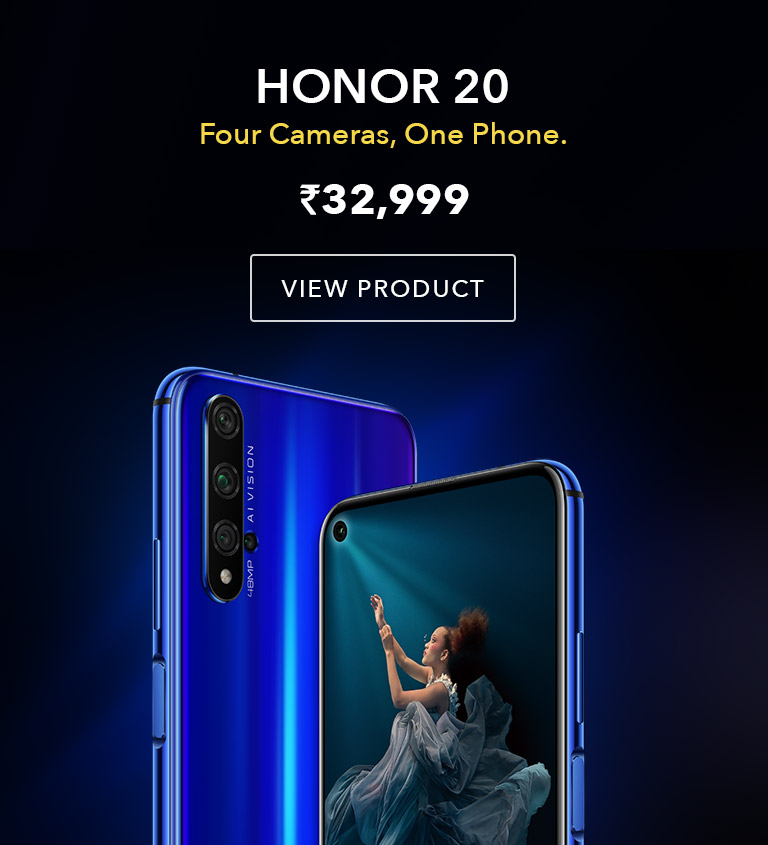 HONOR 20
Four Cameras, One Phone.
₹32,999
VIEW PRODUCT
48MP AI VISION